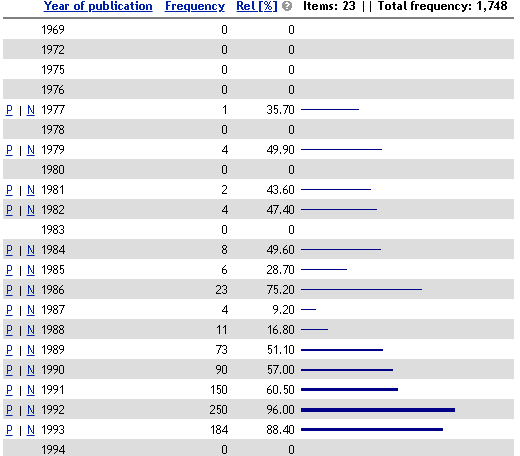 Year of publication Frequency Rel [%] ? Items: 23 || Total frequency: 1,748
1969 0 0
1972 0 0
1975 0 0
1976 0 0
P | N 1977 1 35.70
1978 0 0
P | N 1979 4 49.90
1980 0 0
P | N 1981 2 43.60
P | N 1982 4 47.40
1983 0 0
P | N 1984 8 49.60
P | N 1985 6 28.70
P | N 1986 23 75.20
P | N 1987 4 9.20
P | N 1988 11 16.80
P | N 1989 73 51.10
P | N 1990 90 57.00
P | N 1991 150 60.50
P | N 1992 250 96.00
P | N 1993 184 88.40
1994 0 0